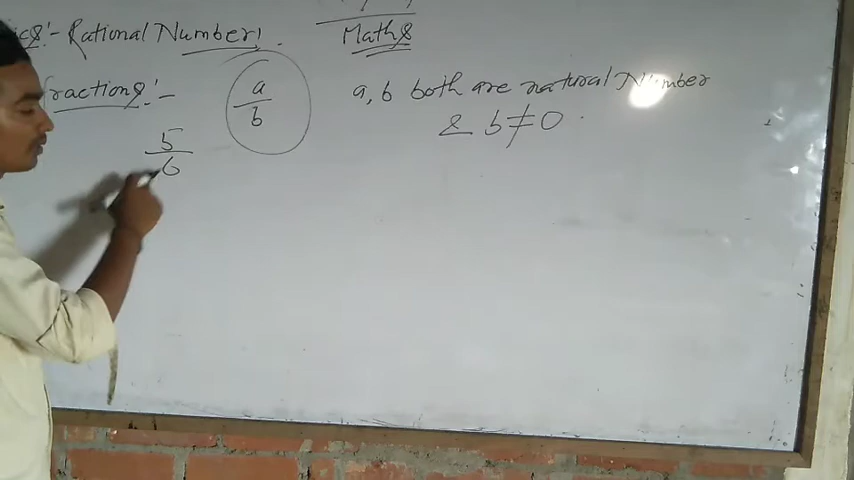 Maths
Rational Number!
Fractions:-
a/b
a, b both are natural Number
& b≠0.
5/6